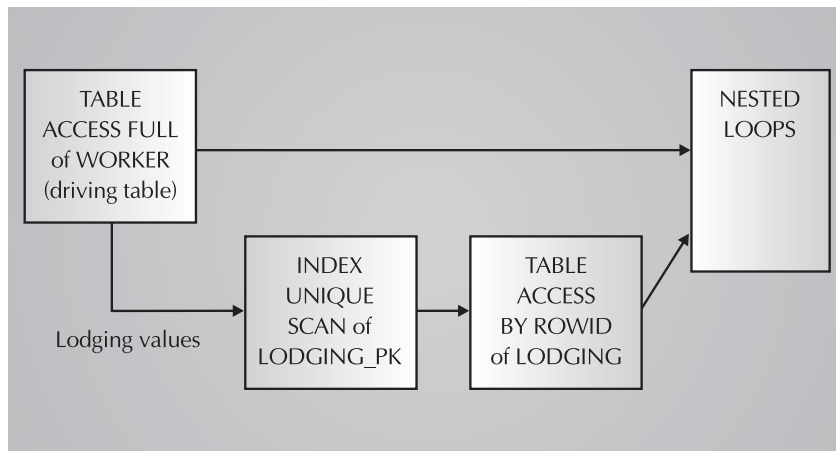 TABLE
ACCESS FULL
of WORKER
(driving table)
NESTED
LOOPS
Lodging values
INDEX
UNIQUE
SCAN of
LODGING_PK
TABLE
ACCESS
BY ROWID
of LODGING